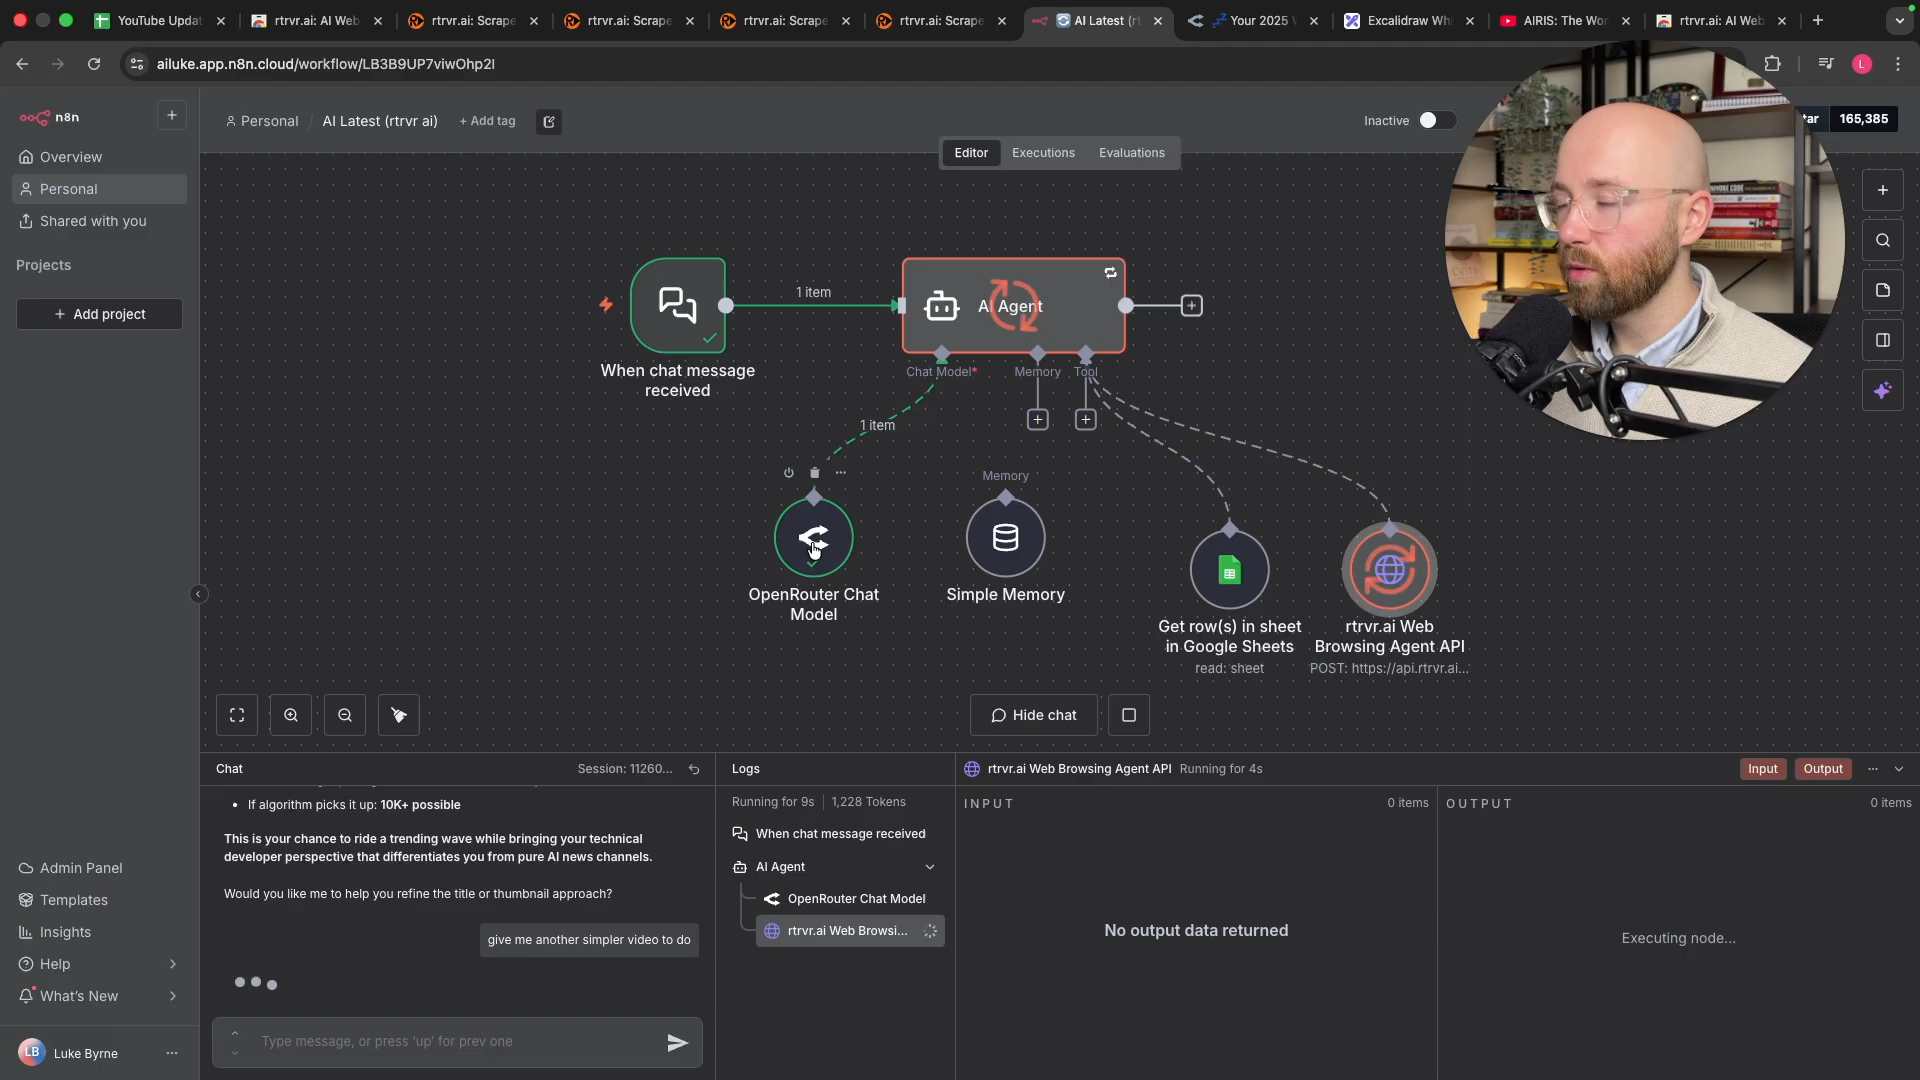 YouTube Updat
rtrvr.ai: AI Web
rtrvr.ai: Scrape
rtrvr.ai: Scrape
rtrvr.ai: Scrape
rtrvr.ai: Scrape
AI Latest (rt
Your 2025
Excalidraw Whi
AIRIS: The Wor
rtrvr.ai: AI Web
ailuke.app.n8n.cloud/workflow/LB3B9UP7viwOhp2I
L
n8n
Personal / AI Latest (rtrvr ai) + Add tag
Inactive
tar 165,385
Editor Executions Evaluations
Overview
Personal
Shared with you
Projects
+ Add project
1 item
AI Agent
Chat Model*
Memory
Tool
When chat message
received
1 item
Memory
OpenRouter Chat
Model
Simple Memory
Get row(s) in sheet
in Google Sheets
read: sheet
rtrvr.ai Web
Browsing Agent API
POST: https://api.rtrvr.ai...
Hide chat
Chat
Session: 11260...
Logs
rtrvr.ai Web Browsing Agent API Running for 4s
Input
Output
If algorithm picks it up: 10K+ possible
This is your chance to ride a trending wave while bringing your technical
developer perspective that differentiates you from pure AI news channels.
Would you like me to help you refine the title or thumbnail approach?
give me another simpler video to do
Type message, or press 'up' for prev one
Running for 9s | 1,228 Tokens
When chat message received
AI Agent
OpenRouter Chat Model
rtrvr.ai Web Browsi...
INPUT
0 items
No output data returned
OUTPUT
0 items
Executing node...
Admin Panel
Templates
Insights
Help
What's New
LB Luke Byrne